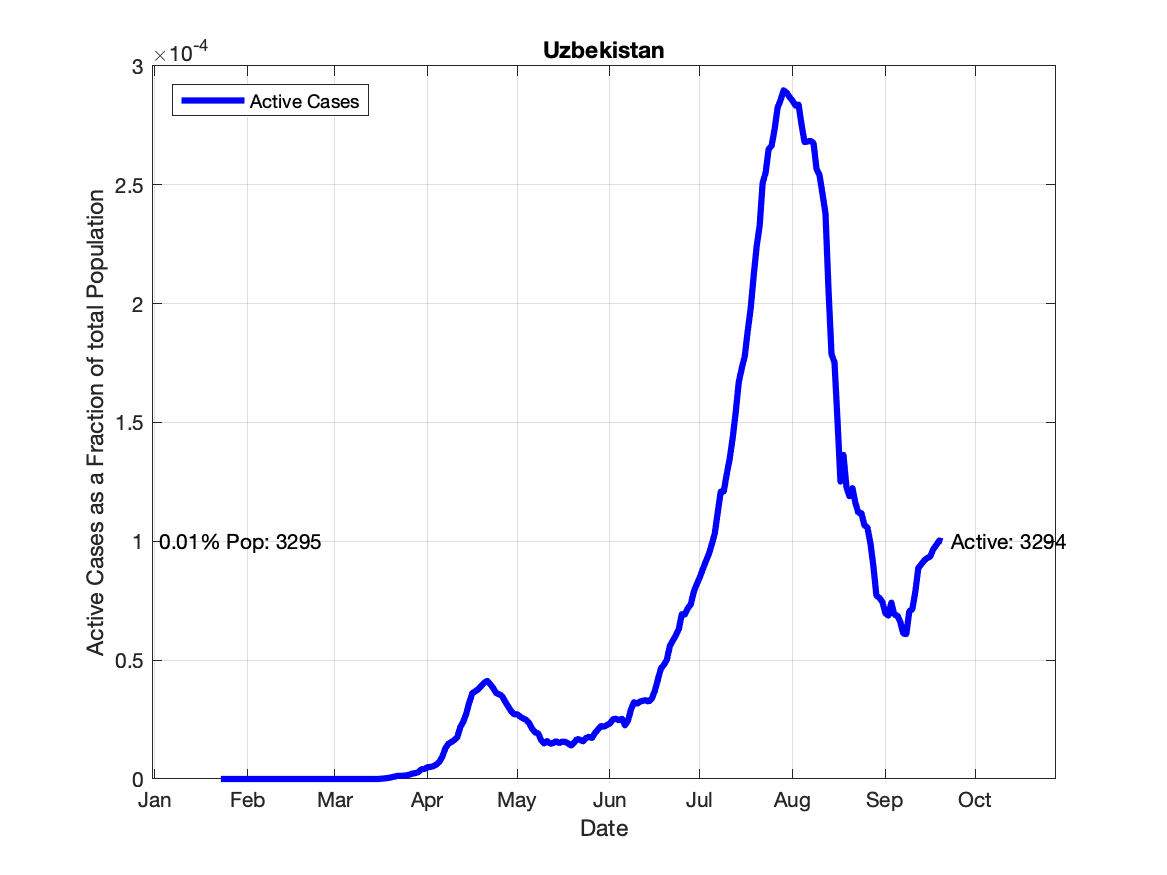 Uzbekistan
×10-4
Active Cases
3
2.5
2
1.5
1
0.5
0
0.01% Pop: 3295
Active: 3294
Active Cases as a Fraction of total Population
Jan Feb Mar Apr May Jun Jul Aug Sep Oct
Date